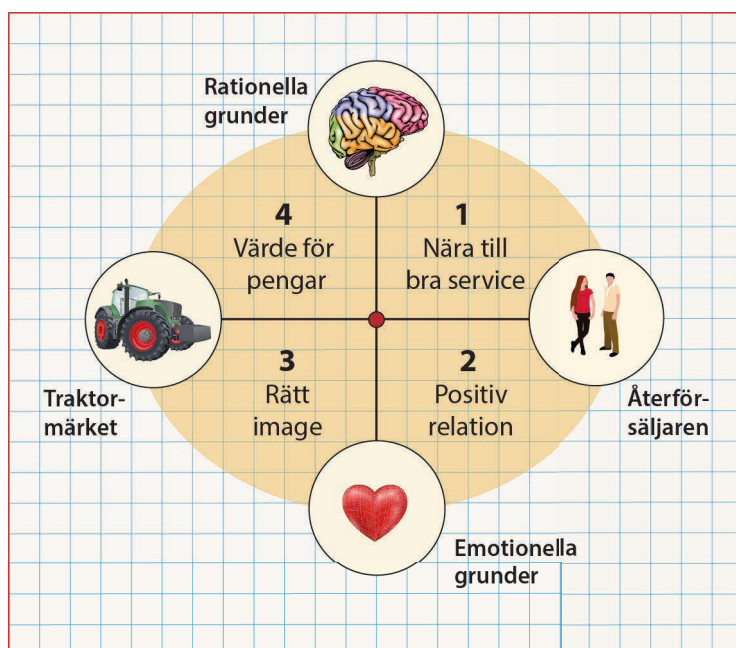 Rationella
grunder
4
Värde för
pengar
1
Nära till
bra service
Traktor-
märket
3
Rätt
image
2
Positiv
relation
Återför-
säljaren
Emotionella
grunder